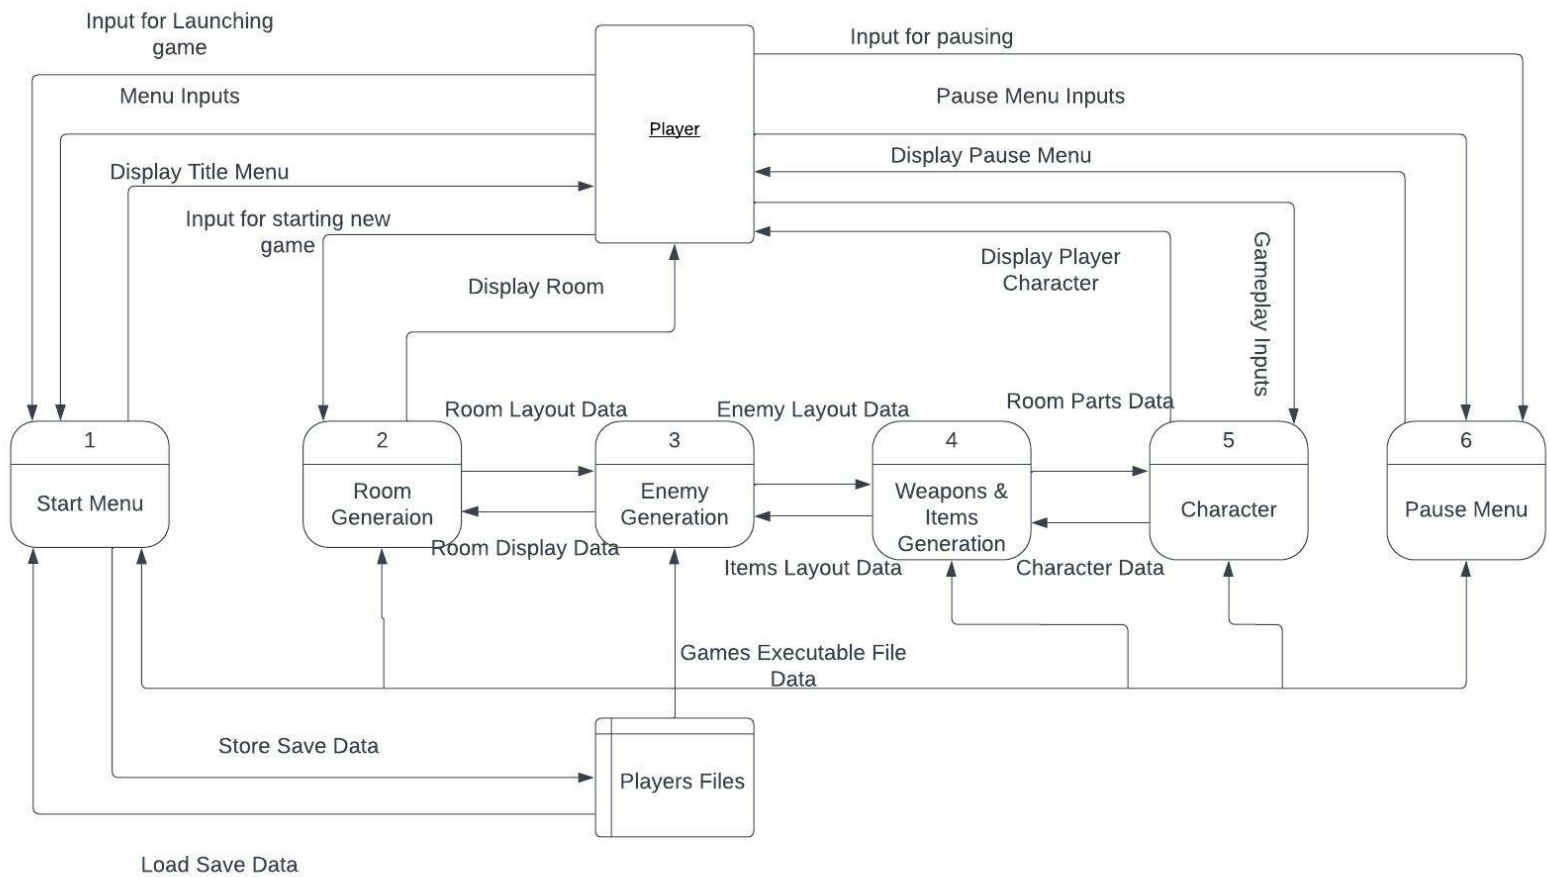 Input for Launching
game
Input for pausing
Menu Inputs
Pause Menu Inputs
Player
Display Pause Menu
Display Title Menu
Input for starting new
game
Display Player
Character
Gameplay Inputs
Display Room
Room Layout Data
Enemy Layout Data
Room Parts Data
1
Start Menu
2
Room
Generaion
3
Enemy
Generation
4
Weapons &
Items
Generation
5
Character
6
Pause Menu
Room Display Data
Items Layout Data
Character Data
Games Executable File
Data
Store Save Data
Players Files
Load Save Data